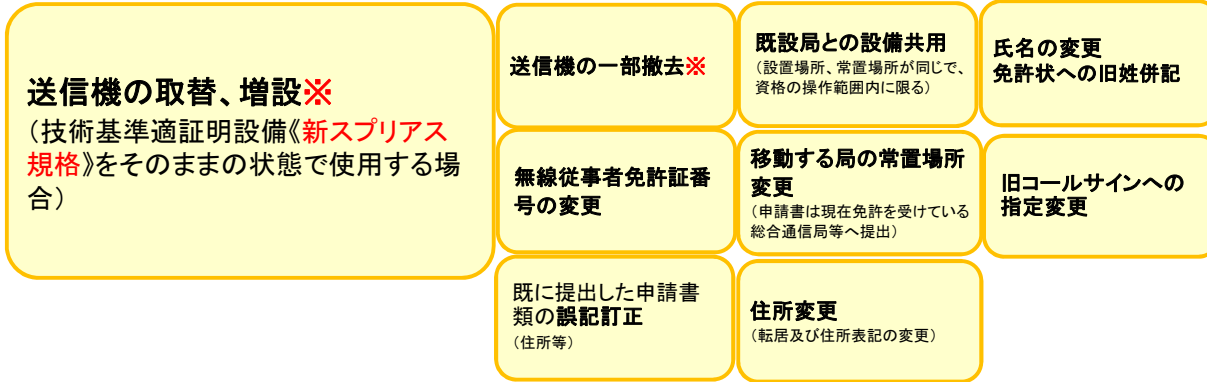 送信機の取替、増設※
（技術基準適証明設備《新スプリアス
規格》をそのままの状態で使用する場
合）
送信機の一部撤去※
既設局との設備共用
（設置場所、常置場所が同じで、
資格の操作範囲内に限る）
氏名の変更
免許状への旧姓併記
無線従事者免許証番
号の変更
移動する局の常置場所
変更
（申請書は現在免許を受けている
総合通信局等へ提出）
旧コールサインへの
指定変更
既に提出した申請書
類の誤記訂正
（住所等）
住所変更
（転居及び住所表記の変更）